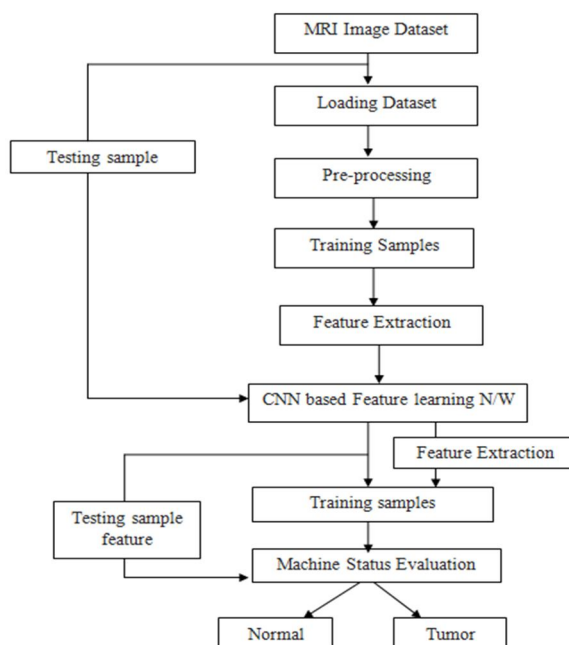 MRI Image Dataset
Loading Dataset
Testing sample
Pre-processing
Training Samples
Feature Extraction
CNN based Feature learning N/W
Feature Extraction
Training samples
Testing sample
feature
Machine Status Evaluation
Normal
Tumor